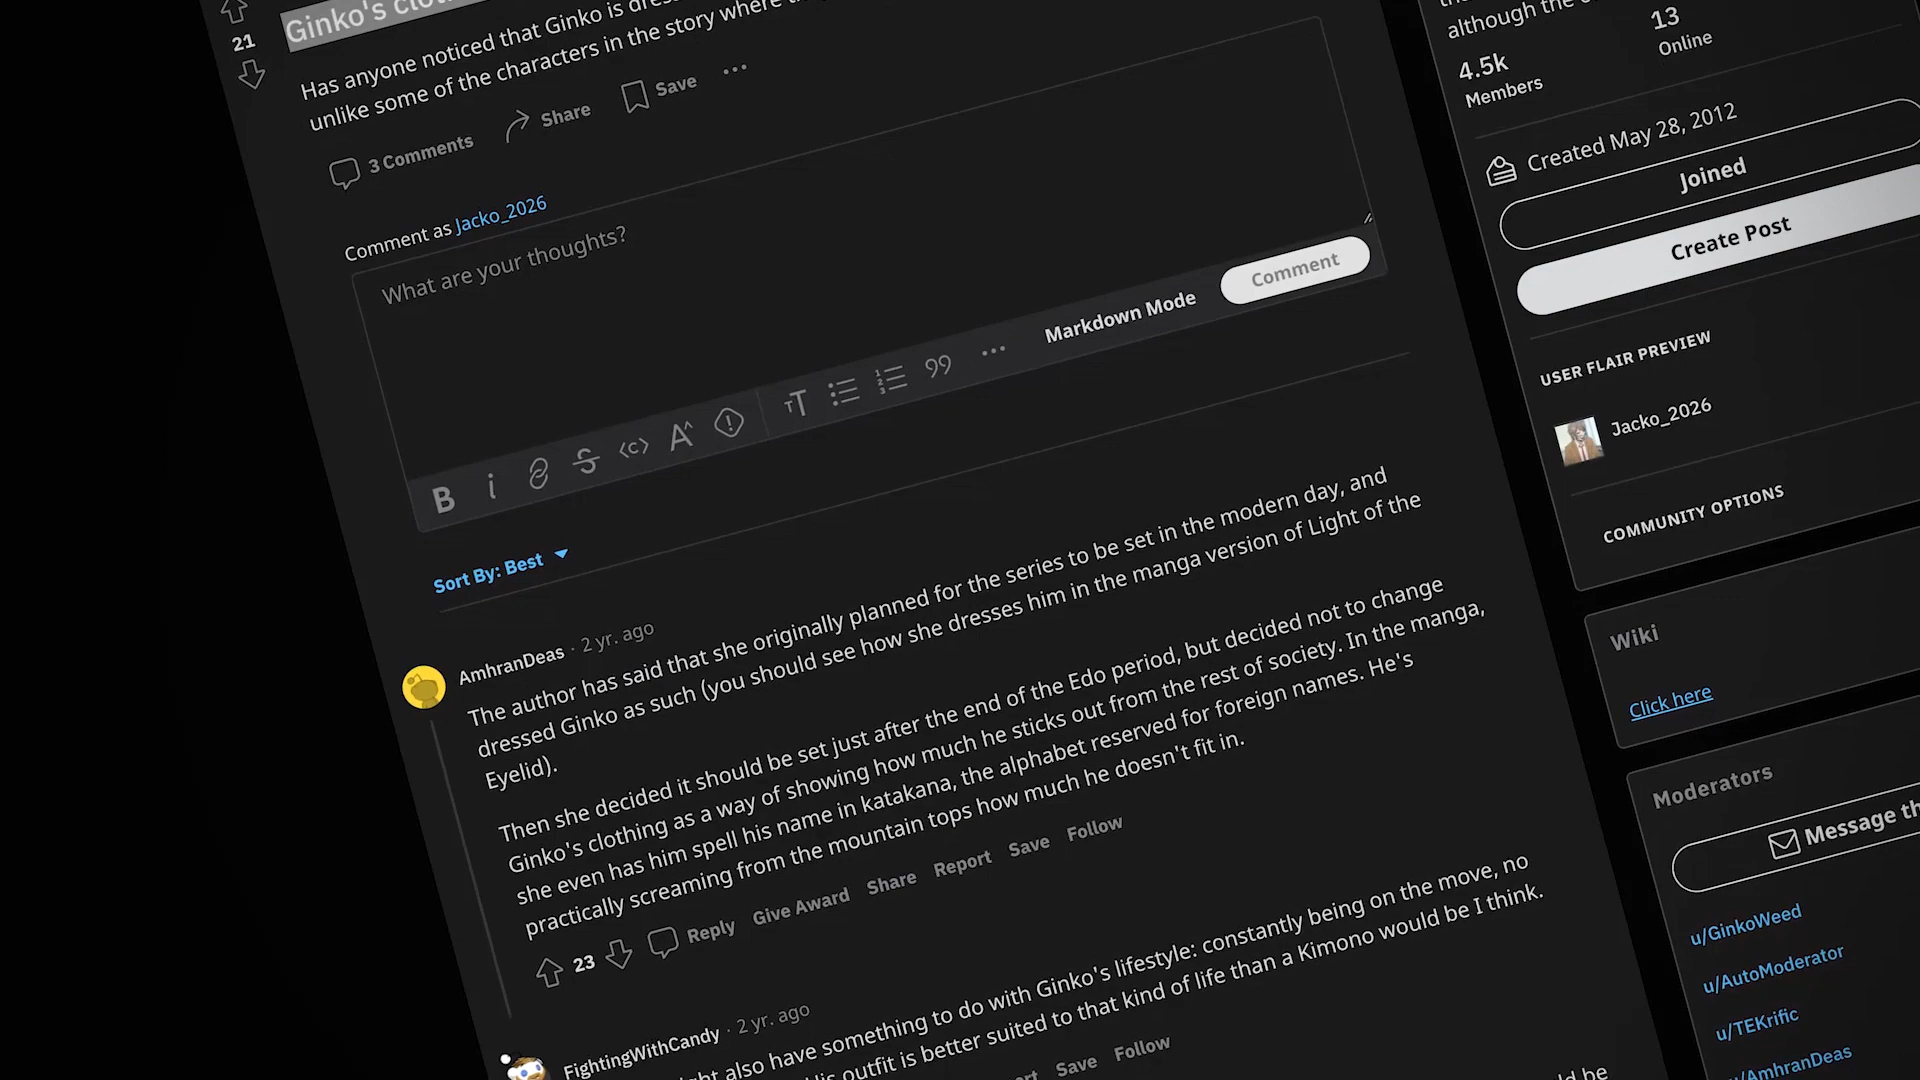 Ginko's
21
Has anyone noticed that Ginko is
unlike some of the characters in the story where
3 Comments
Share
Save
Comment as Jacko_2026
What are your thoughts?
Markdown Mode
Comment
Sort By: Best
AmhranDeas · 2 yr. ago
The author has said that she originally planned for the series to be set in the modern day, and
dressed Ginko as such (you should see how she dresses him in the manga version of Light of the
Eyelid).
Then she decided it should be set just after the end of the Edo period, but decided not to change
Ginko's clothing as a way of showing how much he sticks out from the rest of society. In the manga,
she even has him spell his name in katakana, the alphabet reserved for foreign names. He's
practically screaming from the mountain tops how much he doesn't fit in.
23
Reply
Give Award
Share
Report
Save
Follow
FightingWithCandy · 2 yr. ago
also have something to do with Ginko's lifestyle: constantly being on the move, no
outfit is better suited to that kind of life than a Kimono would be I think.
Save
Follow
although the
4.5k
Members
13
Online
Created May 28, 2012
Joined
Create Post
USER FLAIR PREVIEW
Jacko_2026
COMMUNITY OPTIONS
Wiki
Click here
Moderators
Message
u/GinkoWeed
u/AutoModerator
u/TEKrific
u/AmhranDeas